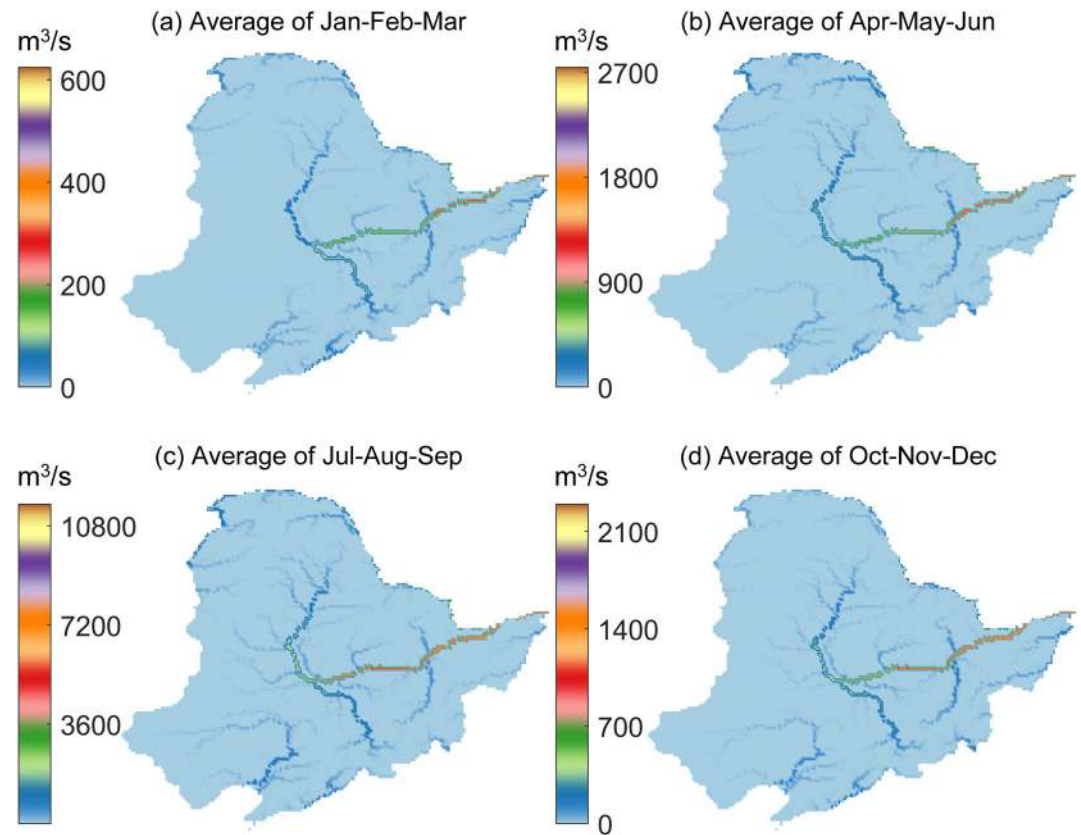 (a) Average of Jan-Feb-Mar
m³/s
600
400
200
0
(b) Average of Apr-May-Jun
m³/s
2700
1800
900
0
(c) Average of Jul-Aug-Sep
m³/s
10800
7200
3600
(d) Average of Oct-Nov-Dec
m³/s
2100
1400
700
0